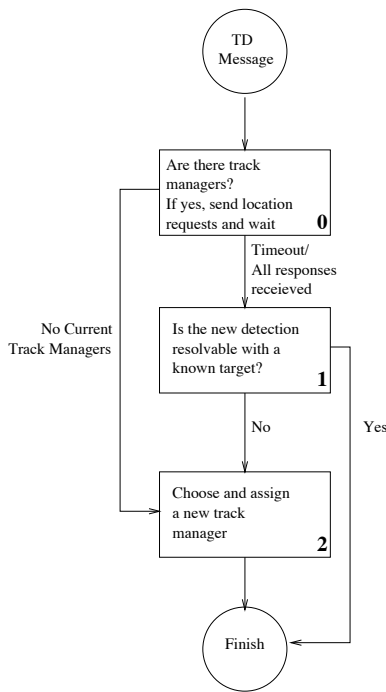 TD
Message
Are there track
managers?
If yes, send location
requests and wait
0
Timeout/
All responses
receieved
No Current
Track Managers
Is the new detection
resolvable with a
known target?
1
No
Yes
Choose and assign
a new track
manager
2
Finish